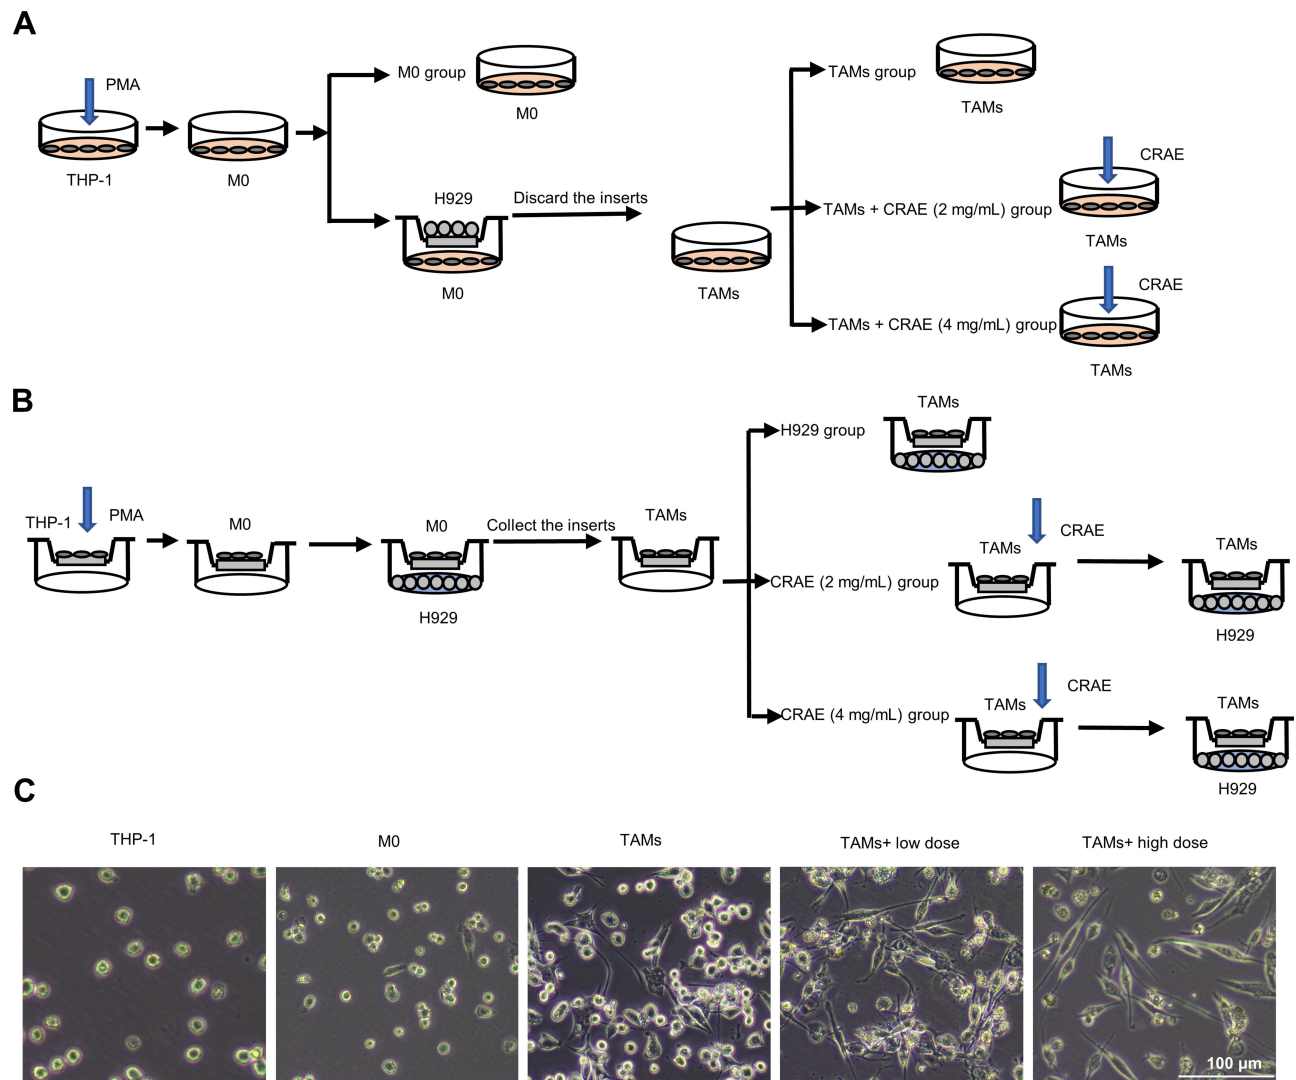 A
PMA
THP-1
M0
M0 group
M0
H929
M0
Discard the inserts
TAMs
TAMs group
TAMs
CRAE
TAMs + CRAE (2 mg/mL) group
TAMs
CRAE
TAMs + CRAE (4 mg/mL) group
TAMs
B
THP-1
PMA
M0
M0
H929
Collect the inserts
TAMs
H929 group
TAMs
CRAE (2 mg/mL) group
TAMs
CRAE
TAMs
H929
CRAE (4 mg/mL) group
TAMs
CRAE
TAMs
H929
C
THP-1
M0
TAMs
TAMs+ low dose
TAMs+ high dose
100 µm